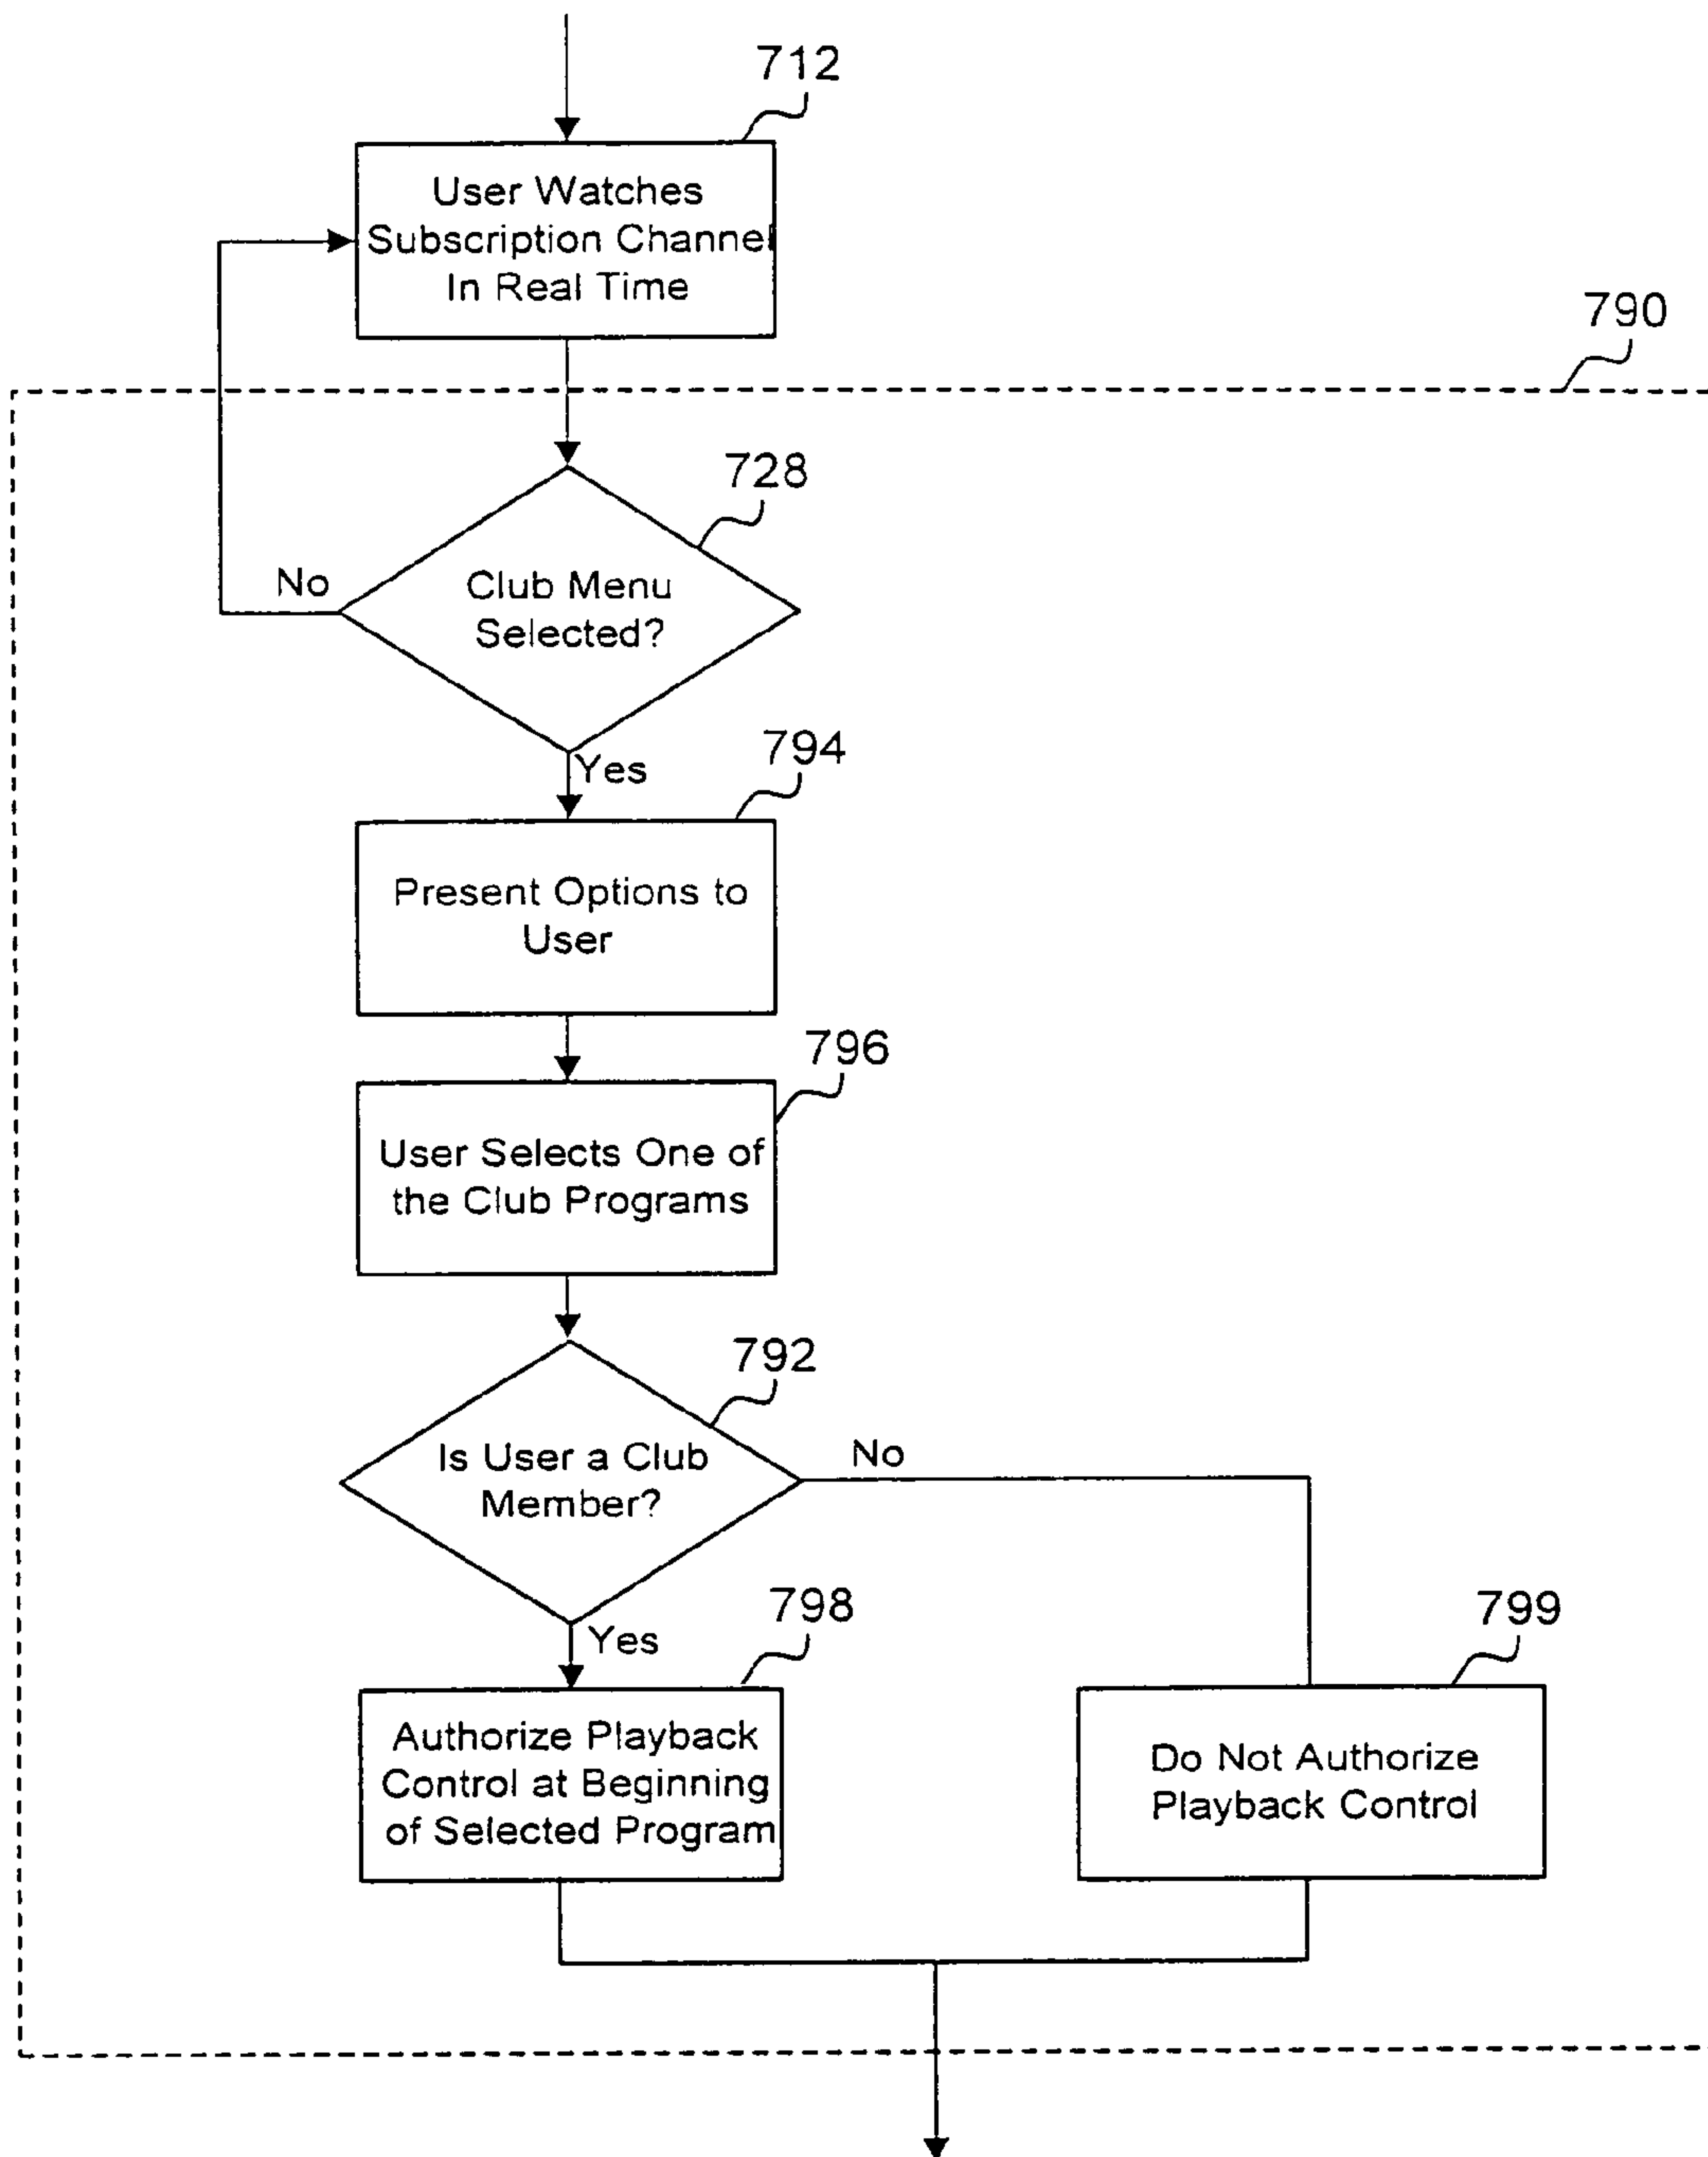 712
User Watches
Subscription Channel
In Real Time
790
728
No
Club Menu
Selected?
Yes
794
Present Options to
User
796
User Selects One of
the Club Programs
792
Is User a Club
Member?
No
Yes
798
799
Authorize Playback
Control at Beginning
of Selected Program
Do Not Authorize
Playback Control